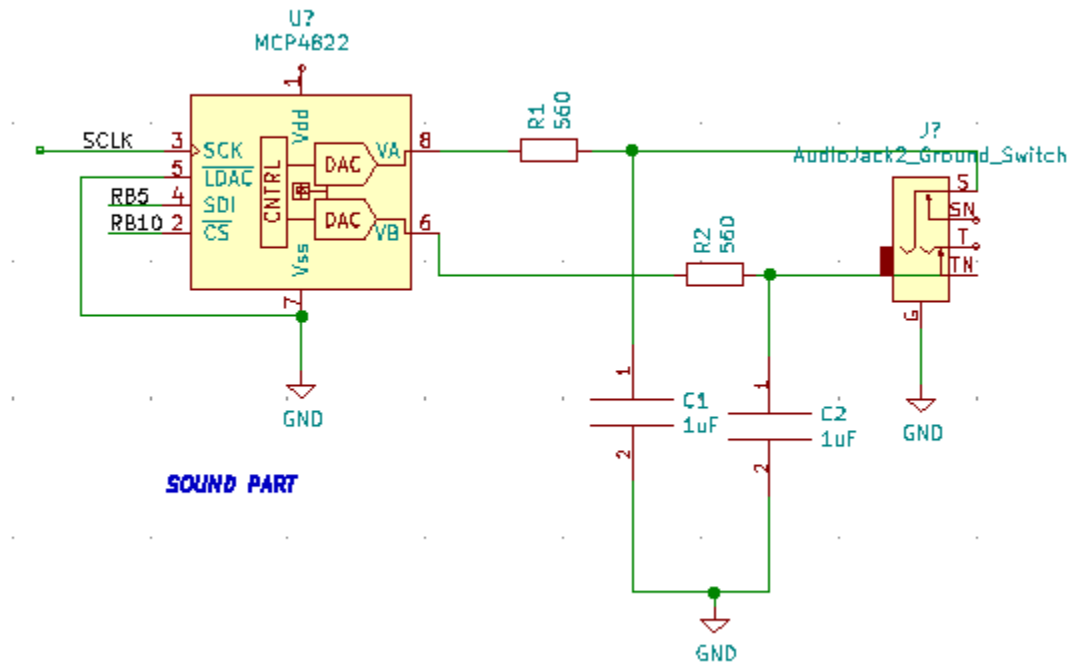 U?
MCP4822
1
Vdd
SCLK
3
SCK
5
LDAC
RB5
4
SDI
RB10
2
CS
CNTRL
DAC
DAC
VA
8
VB
6
Vss
7
GND
R1
560
R2
560
J?
AudioJack2_Ground_Switch
S
SN
T
TN
G
GND
1
C1
1uF
2
1
C2
1uF
2
GND
SOUND PART